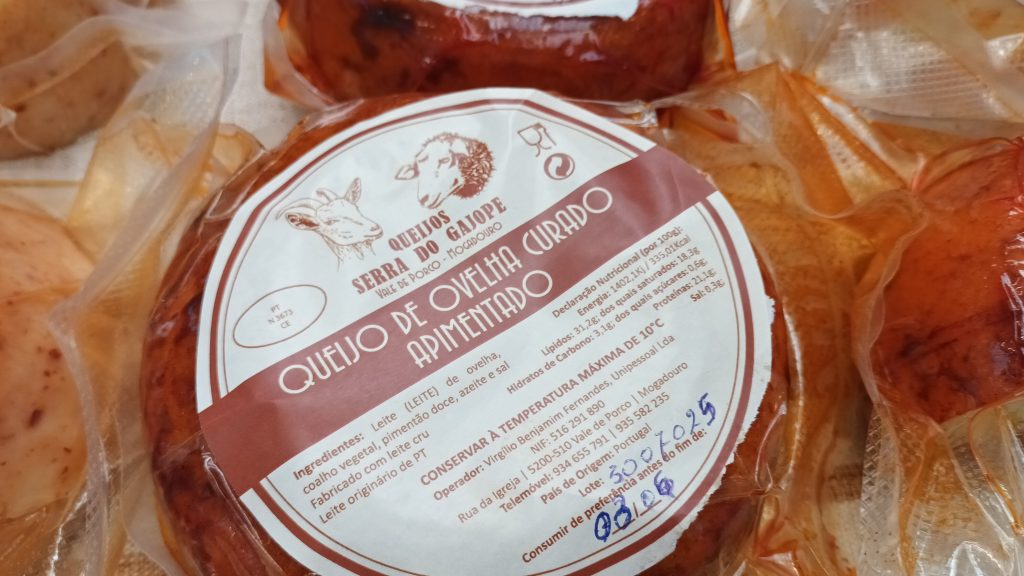 QUEIJOS
SERRA DO GAJOPE
VALE DE PORCO - MOGADOURO
PT
N 3673
CE
QUEIJO DE OVELHA CURADO
APIMENTADO
Ingredientes: Leite (LEITE) de ovelha,
coalho vegetal, pimentão doce, azeite e sal
Fabricado com leite cru
Leite originário de PT
Declaração Nutricional (por 100g):
Energia: 1402,1Kj / 335,01Kcal
Lípidos: 31,2g; dos quais saturados: 18,3g
Hidratos de Carbono: 3,1g; dos quais açúcares: 0,6g;
Proteínas: 21,1g;
Sal: 0,3g.
CONSERVAR À TEMPERATURA MÁXIMA DE 10°C
Operador: Virgílio Benjamim Fernandes, Unipessoal Lda
NIF: 516 291 890
Rua da Igreja | 5200-510 Vale de Porco | Mogadouro
Telemóvel: 934 655 791 | 935 582 235
País de Origem: Portugal
Lote: 3007025
Consumir de preferência antes do fim de: